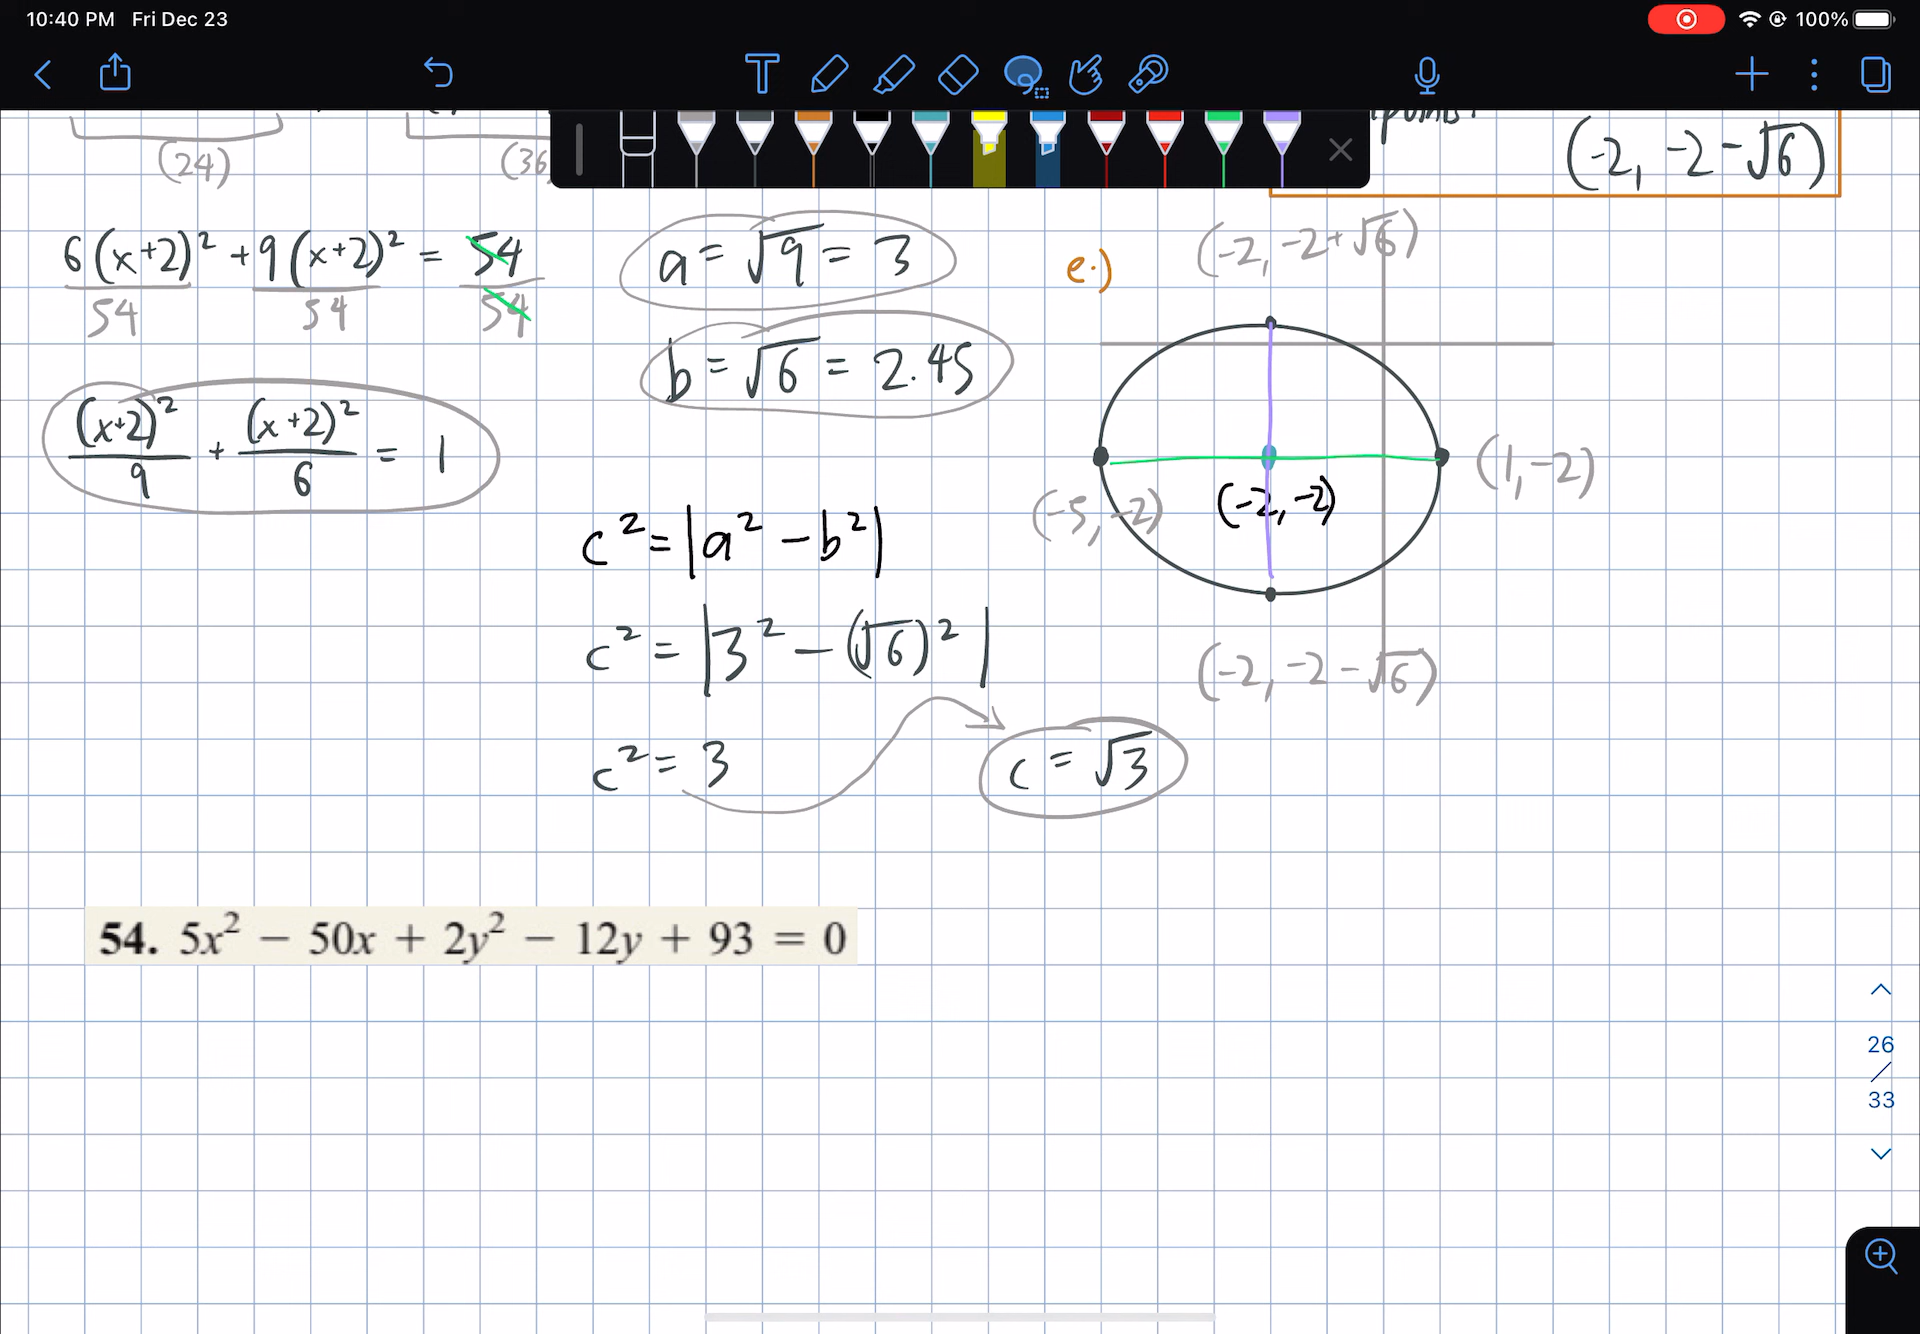 10:40 PM Fri Dec 23
100%
(-2, -2-√6)
(24)
(36
6(x+2)² + 9(x+2)² = 54
54 54 54
(x+2)²/9 + (x+2)²/6 = 1
a = √9 = 3
b = √6 = 2.45
c² = |a² - b²|
c² = |3² - (√6)²|
c² = 3
c = √3
e.)
(-2, -2+√6)
(1, -2)
(-5, -2)
(-2, -2)
(-2, -2-√6)
54. 5x² − 50x + 2y² − 12y + 93 = 0
26
/
33